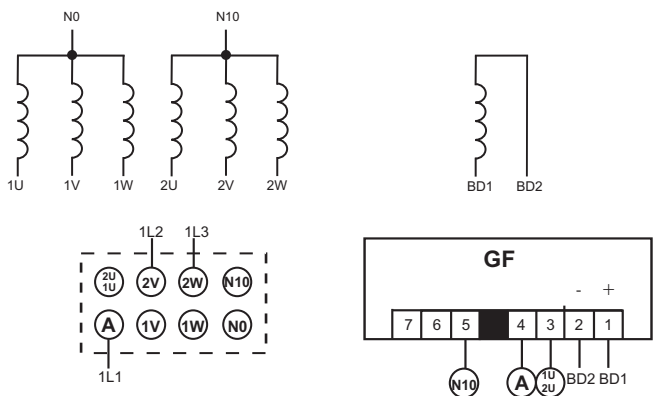 N0 N10
1U 1V 1W 2U 2V 2W
BD1 BD2
1L2 1L3
2U 1U 2V 2W N10
A 1V 1W N0
1L1
GF
- +
7 6 5 4 3 2 1
N10 A 1U 2U BD2 BD1